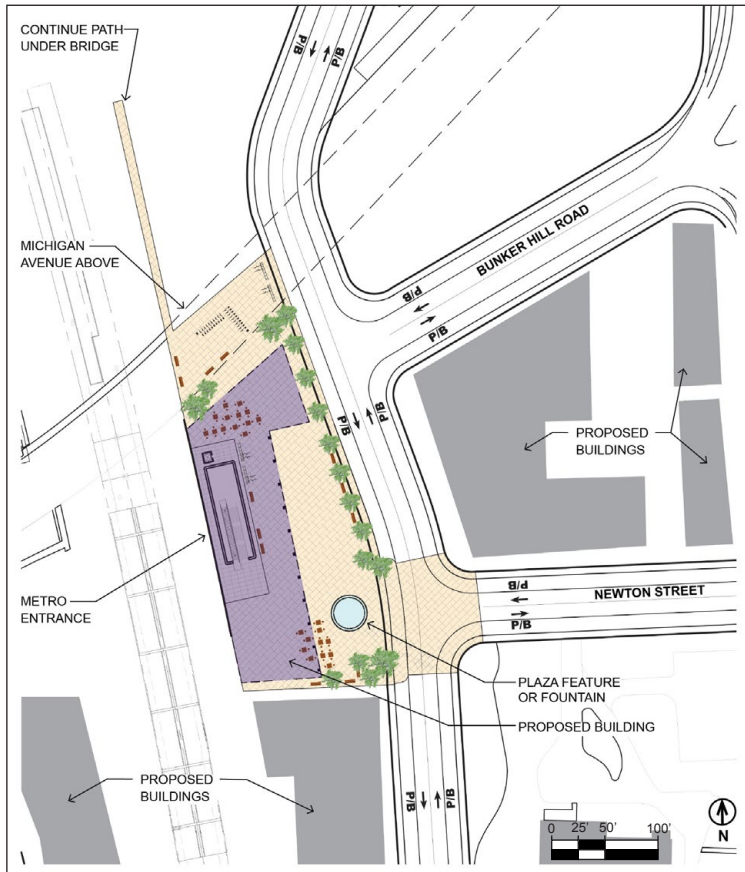 CONTINUE PATH
UNDER BRIDGE
P/B
P/B
MICHIGAN
AVENUE ABOVE
BUNKER HILL ROAD
P/B
P/B
P/B
P/B
PROPOSED
BUILDINGS
METRO
ENTRANCE
P/B
NEWTON STREET
P/B
PLAZA FEATURE
OR FOUNTAIN
PROPOSED BUILDING
PROPOSED
BUILDINGS
P/B
P/B
0 25' 50' 100'
N